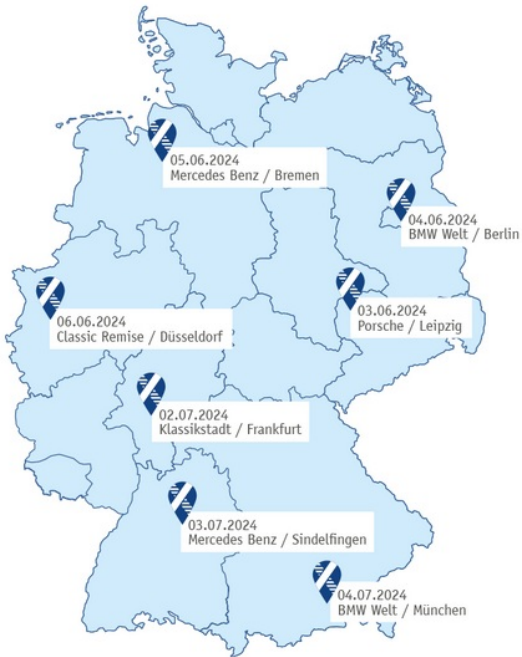 05.06.2024
Mercedes Benz / Bremen
04.06.2024
BMW Welt / Berlin
03.06.2024
Porsche / Leipzig
06.06.2024
Classic Remise / Düsseldorf
02.07.2024
Klassikstadt / Frankfurt
03.07.2024
Mercedes Benz / Sindelfingen
04.07.2024
BMW Welt / München